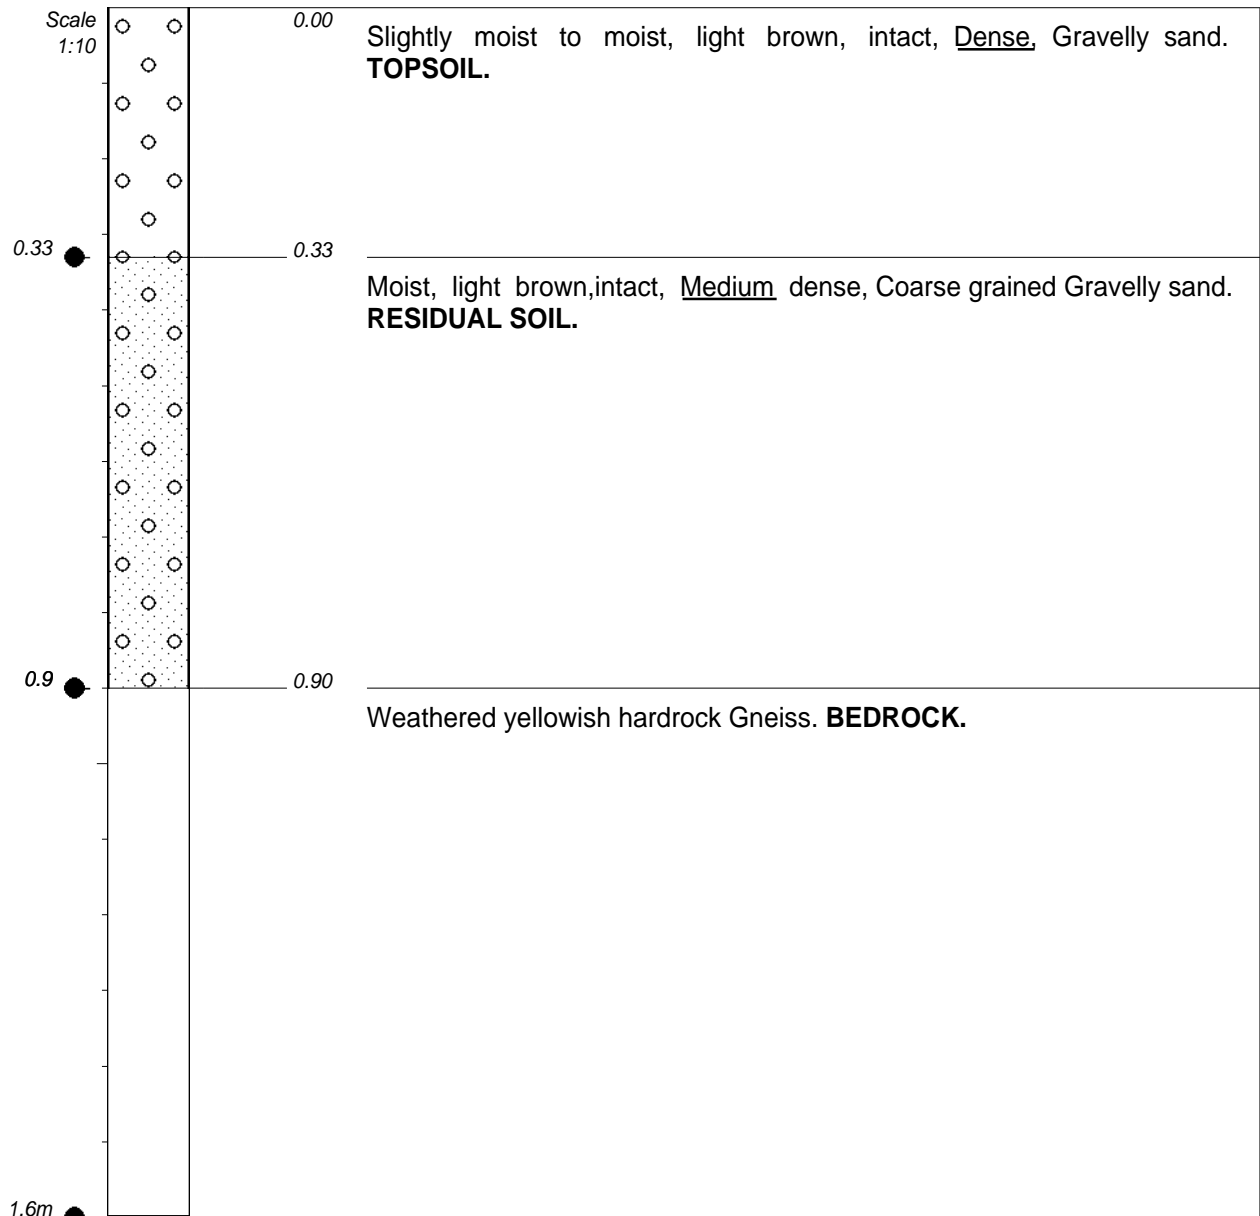 Scale
1:10
0.00
Slightly moist to moist, light brown, intact, Dense, Gravelly sand.
TOPSOIL.
0.33
0.33
Moist, light brown,intact, Medium dense, Coarse grained Gravelly sand.
RESIDUAL SOIL.
0.9
0.90
Weathered yellowish hardrock Gneiss. BEDROCK.
1.6m